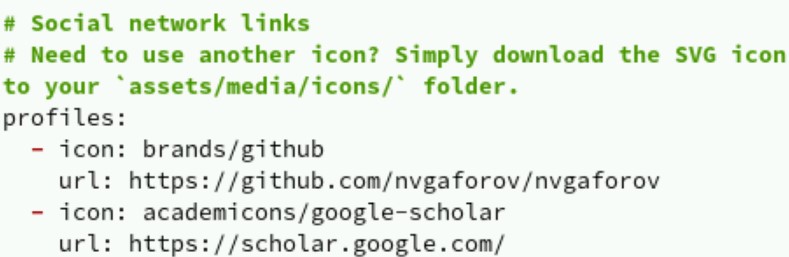 # Social network links
# Need to use another icon? Simply download the SVG icon
to your `assets/media/icons/` folder.
profiles:
  - icon: brands/github
    url: https://github.com/nvgaforov/nvgaforov
  - icon: academicons/google-scholar
    url: https://scholar.google.com/